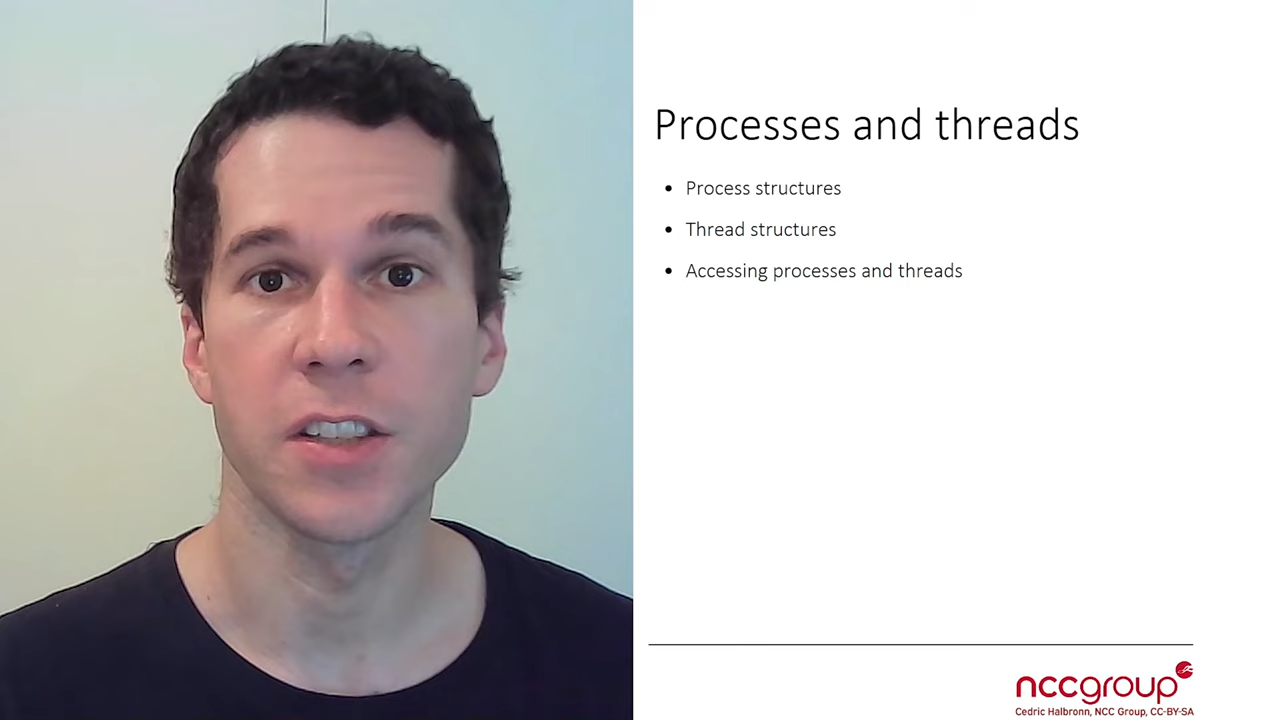 Processes and threads
• Process structures
• Thread structures
• Accessing processes and threads
nccgroup
Cedric Halbronn, NCC Group, CC-BY-SA